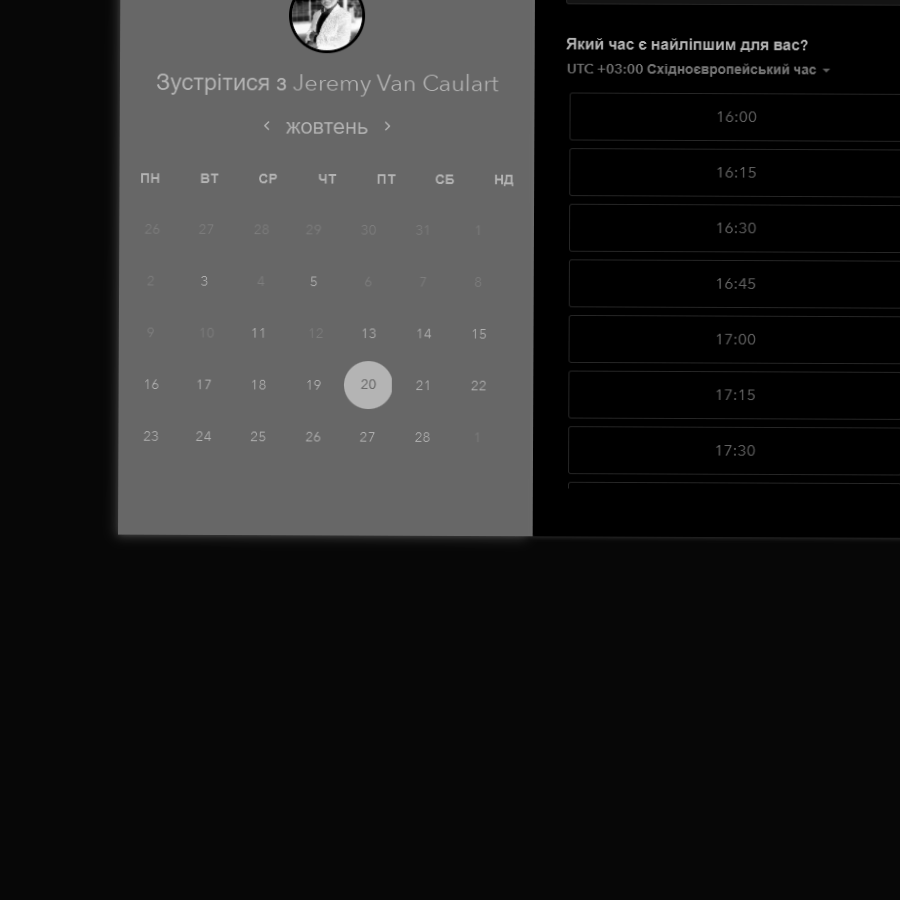 Зустрітися з Jeremy Van Caulart
жовтень
ПН ВТ СР ЧТ ПТ СБ НД
26 27 28 29 30 31 1
2 3 4 5 6 7 8
9 10 11 12 13 14 15
16 17 18 19 20 21 22
23 24 25 26 27 28 1
Який час є найліпшим для вас?
UTC +03:00 Східноєвропейський час
16:00
16:15
16:30
16:45
17:00
17:15
17:30